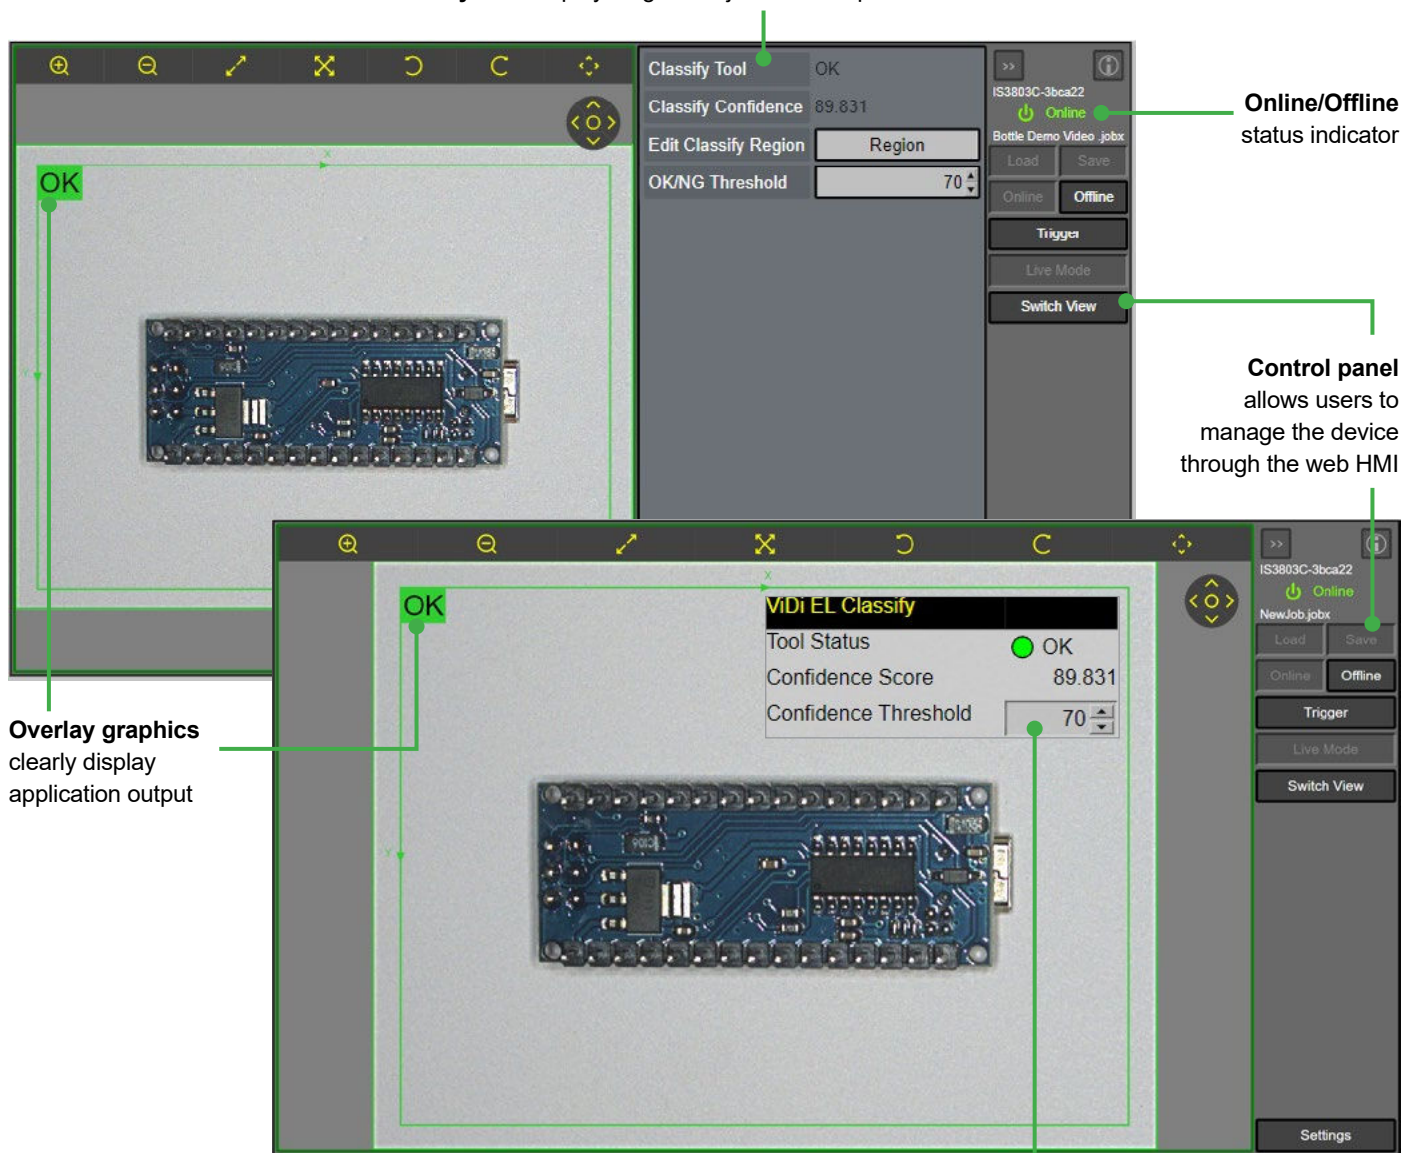 Classify Tool OK
Classify Confidence 89.831
Edit Classify Region Region
OK/NG Threshold 70
>>
IS3803C-3bca22
Online
Bottle Demo Video .jobx
Load Save
Online Offline
Trigger
Live Mode
Switch View
Online/Offline
status indicator
OK
X
Y
Control panel
allows users to
manage the device
through the web HMI
Overlay graphics
clearly display
application output
OK
X
Y
ViDi EL Classify
Tool Status OK
Confidence Score 89.831
Confidence Threshold 70
>>
IS3803C-3bca22
Online
NewJob.jobx
Load Save
Online Offline
Trigger
Live Mode
Switch View
Settings